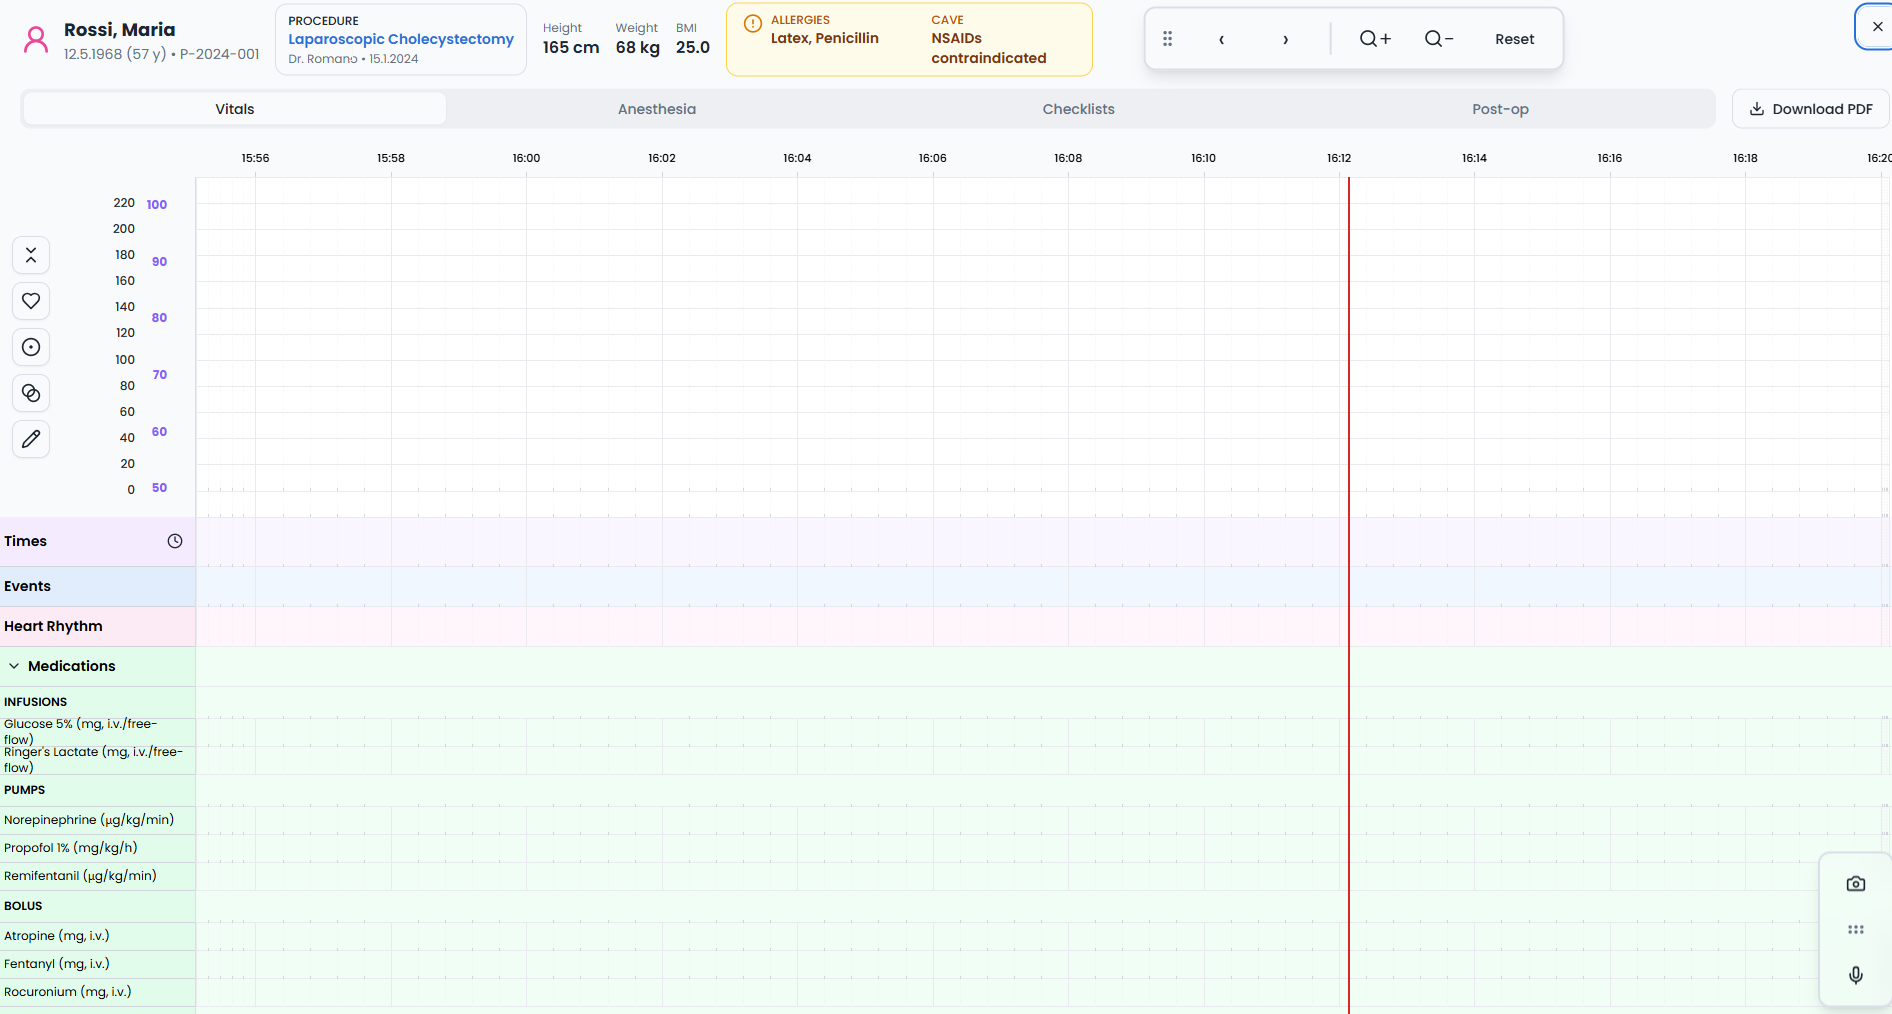 Rossi, Maria
12.5.1968 (57 y) • P-2024-001
PROCEDURE
Laparoscopic Cholecystectomy
Dr. Romano • 15.1.2024
Height
165 cm
Weight
68 kg
BMI
25.0
ALLERGIES
Latex, Penicillin
CAVE
NSAIDs
contraindicated
Reset
Vitals
Anesthesia
Checklists
Post-op
Download PDF
15:56
15:58
16:00
16:02
16:04
16:06
16:08
16:10
16:12
16:14
16:16
16:18
16:20
220 100
200
180 90
160
140 80
120
100 70
80
60 60
40
20
0 50
Times
Events
Heart Rhythm
Medications
INFUSIONS
Glucose 5% (mg, i.v./free-
flow)
Ringer's Lactate (mg, i.v./free-
flow)
PUMPS
Norepinephrine (μg/kg/min)
Propofol 1% (mg/kg/h)
Remifentanil (μg/kg/min)
BOLUS
Atropine (mg, i.v.)
Fentanyl (mg, i.v.)
Rocuronium (mg, i.v.)